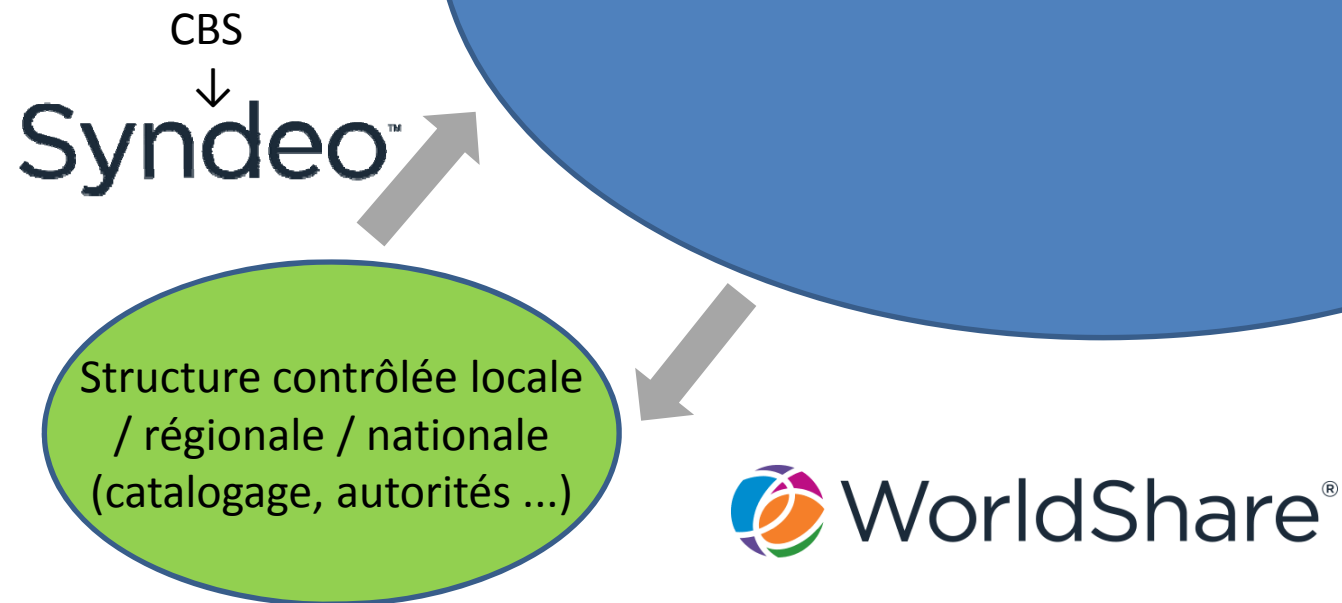 CBS
↓
Syndeo™
Structure contrôlée locale
/ régionale / nationale
(catalogage, autorités ...)
WorldShare®